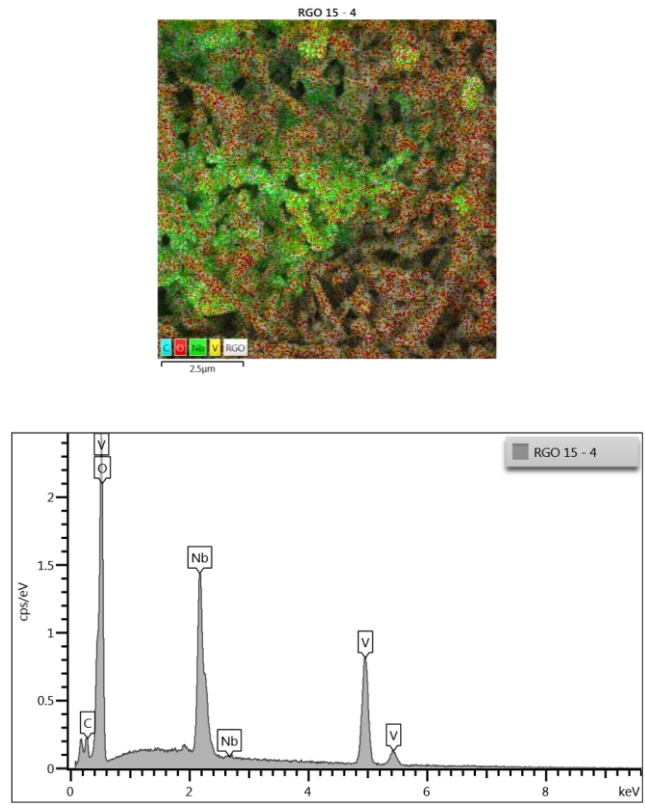 RGO 15 - 4
C O Nb V RGO
2.5µm
RGO 15 - 4
V
O
2
Nb
1.5
cps/eV
1
V
0.5
C
Nb
V
0
0 2 4 6 8 keV